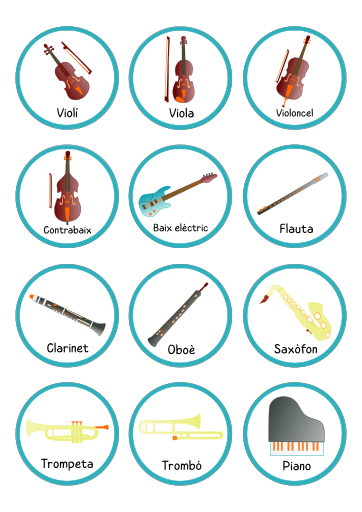 Violí
Viola
Violoncel
Contrabaix
Baix elèctric
Flauta
Clarinet
Oboè
Saxòfon
Trompeta
Trombó
Piano